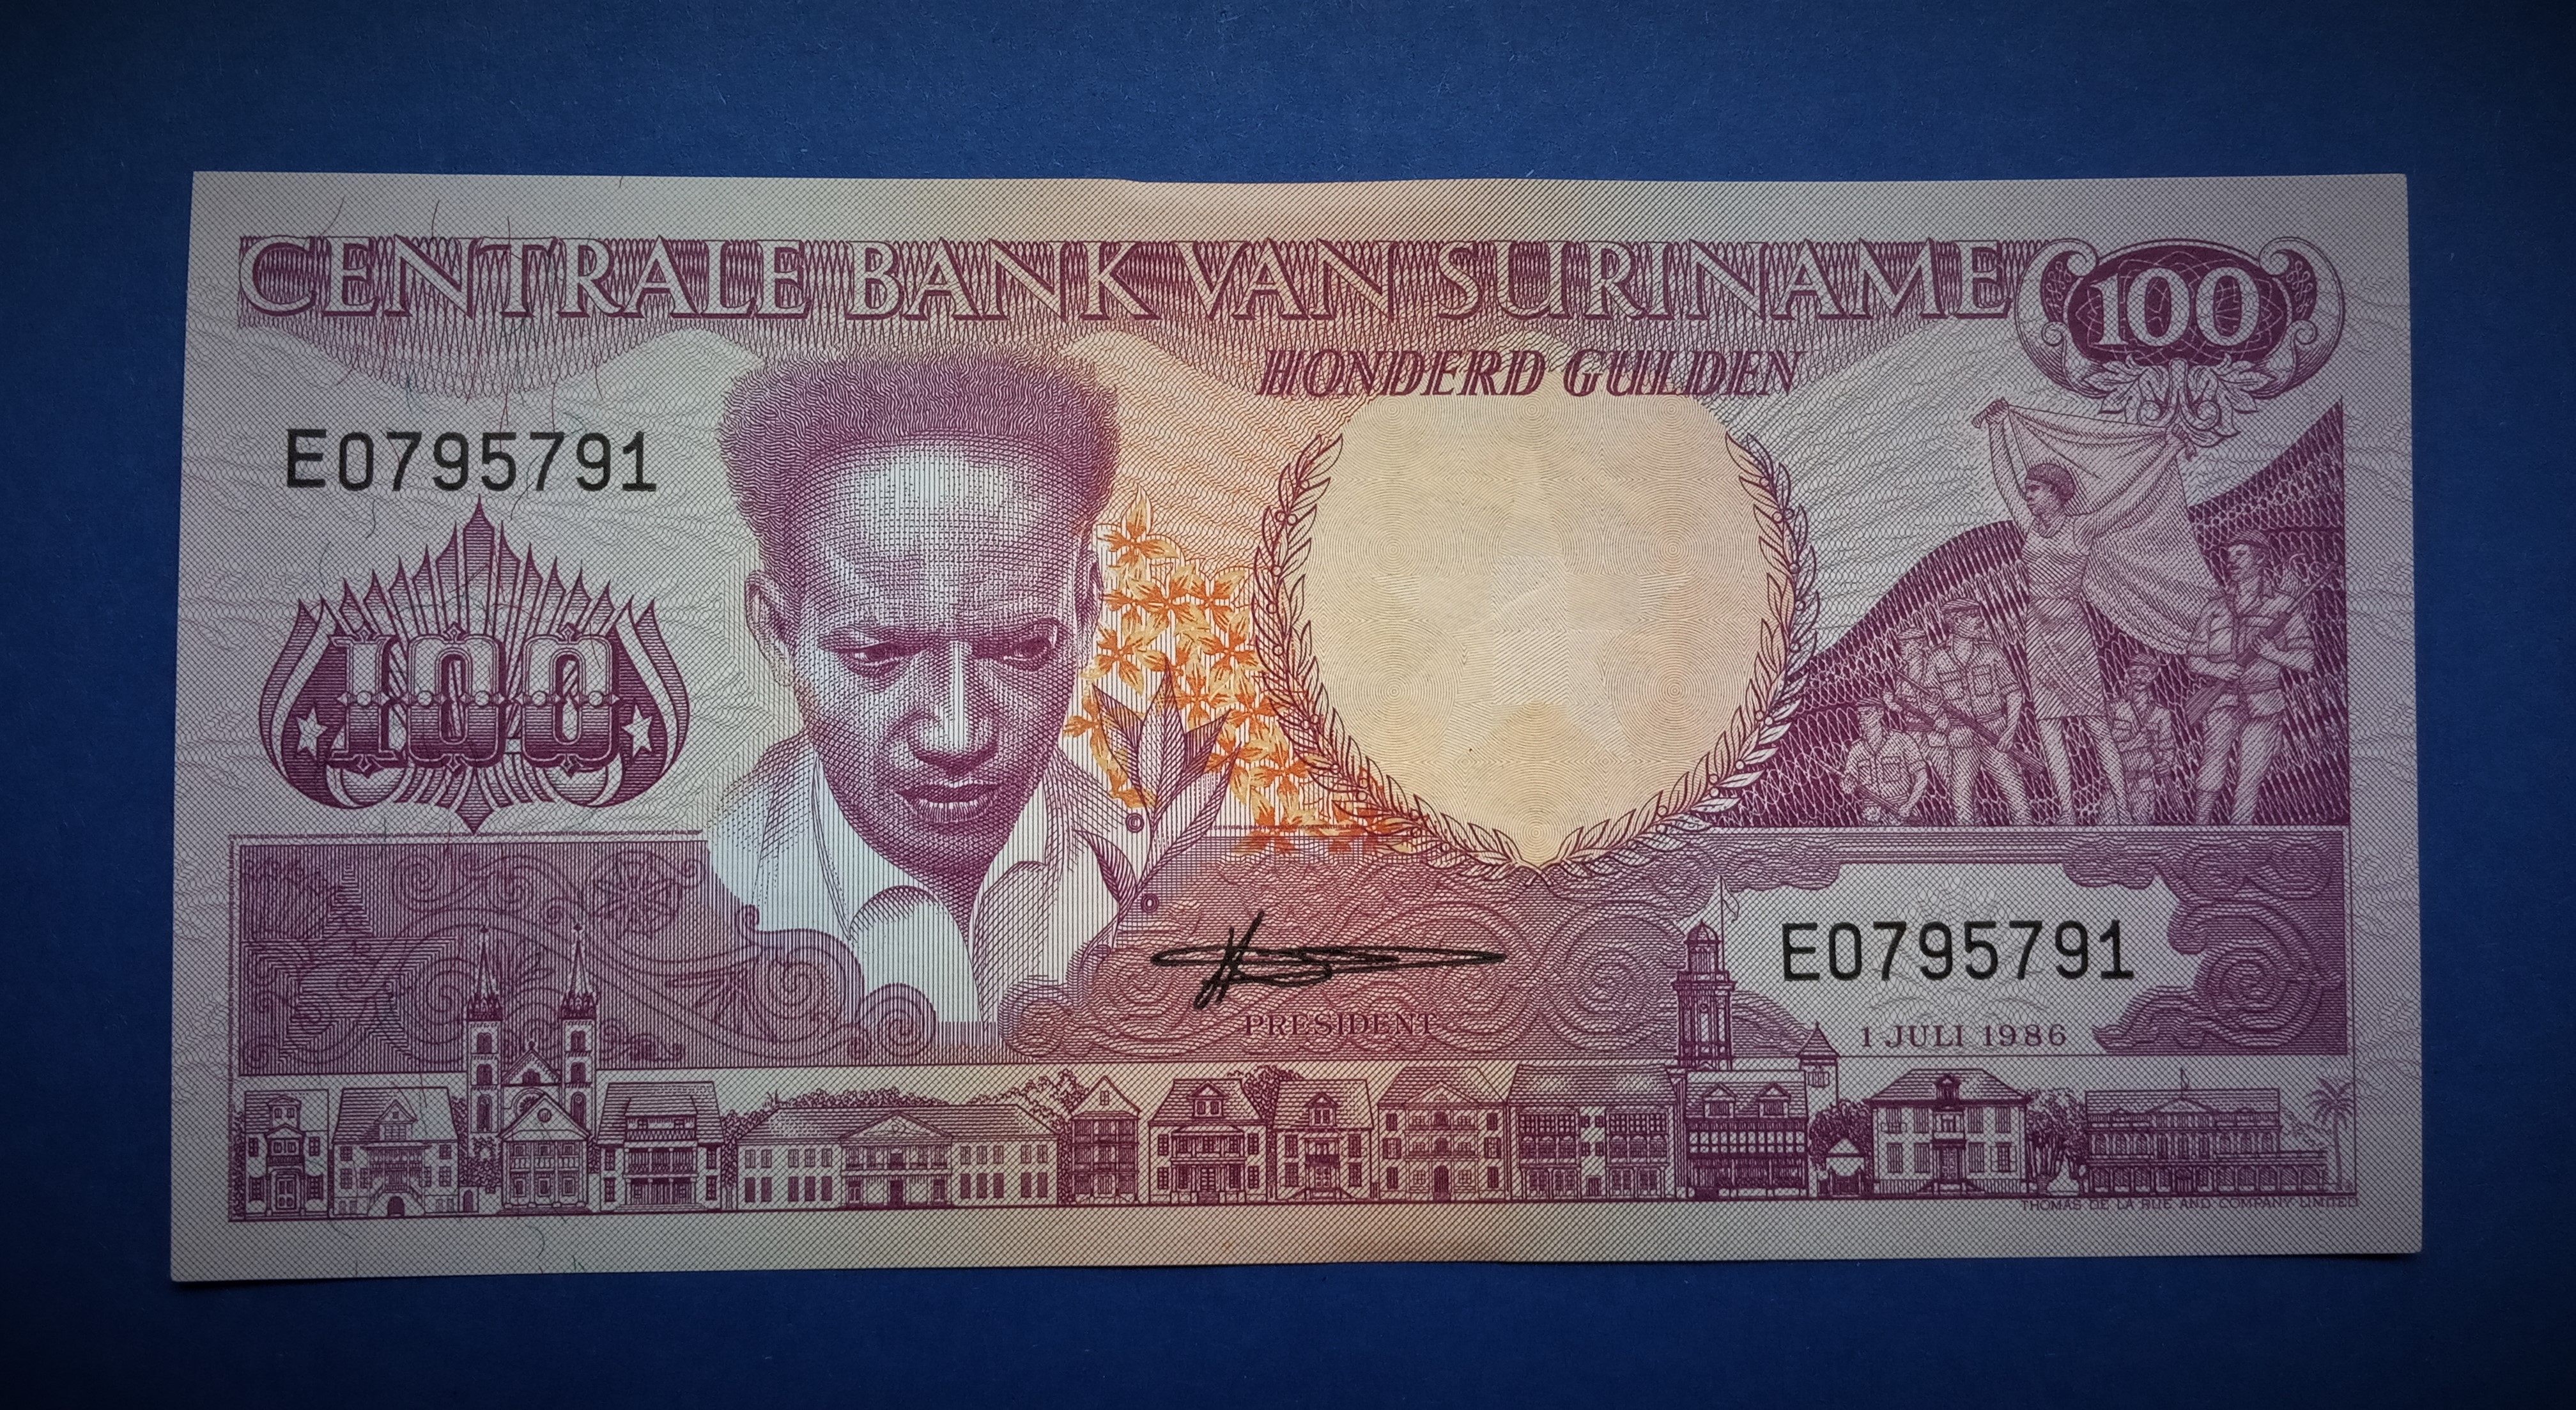 CENTRALE BANK VAN SURINAME
100
HONDERD GULDEN
E0795791
100
E0795791
PRESIDENT
1 JULI 1986
THOMAS DE LA RUE AND COMPANY LIMITED